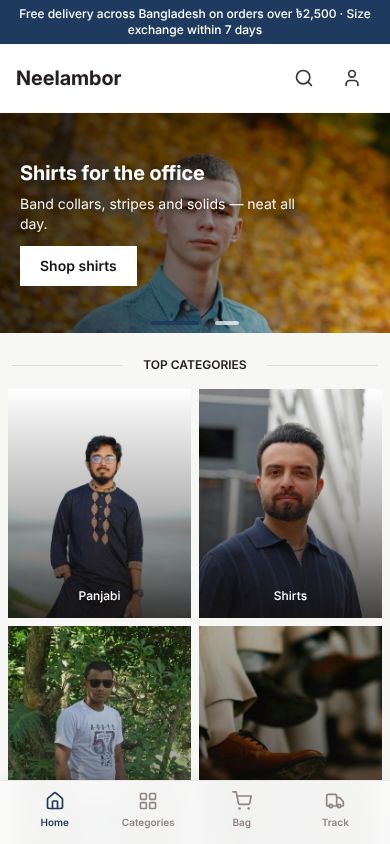 Free delivery across Bangladesh on orders over ৳2,500 · Size
exchange within 7 days
Neelambor
Shirts for the office
Band collars, stripes and solids — neat all
day.
Shop shirts
TOP CATEGORIES
Panjabi
Shirts
57
Home
Categories
Bag
Track